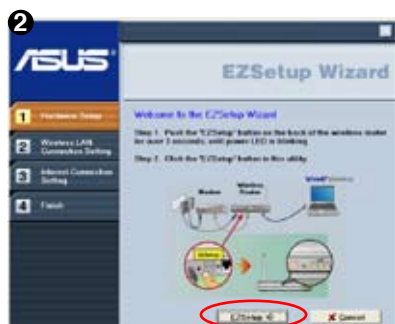 2
ASUS
EZSetup Wizard
1 Hardware Setup
2 Wireless LAN
Connection Setting
3 Internet Connection
Setting
4 Finish
Welcome to the EZSetup Wizard
Step 1. Push the "EZSetup" button on the back of the wireless router
for over 3 seconds, until power LED is blinking.
Step 2. Click the "EZSetup" button in this utility.
Modem
Wireless
Router
EZSetup
EZSetup
Cancel